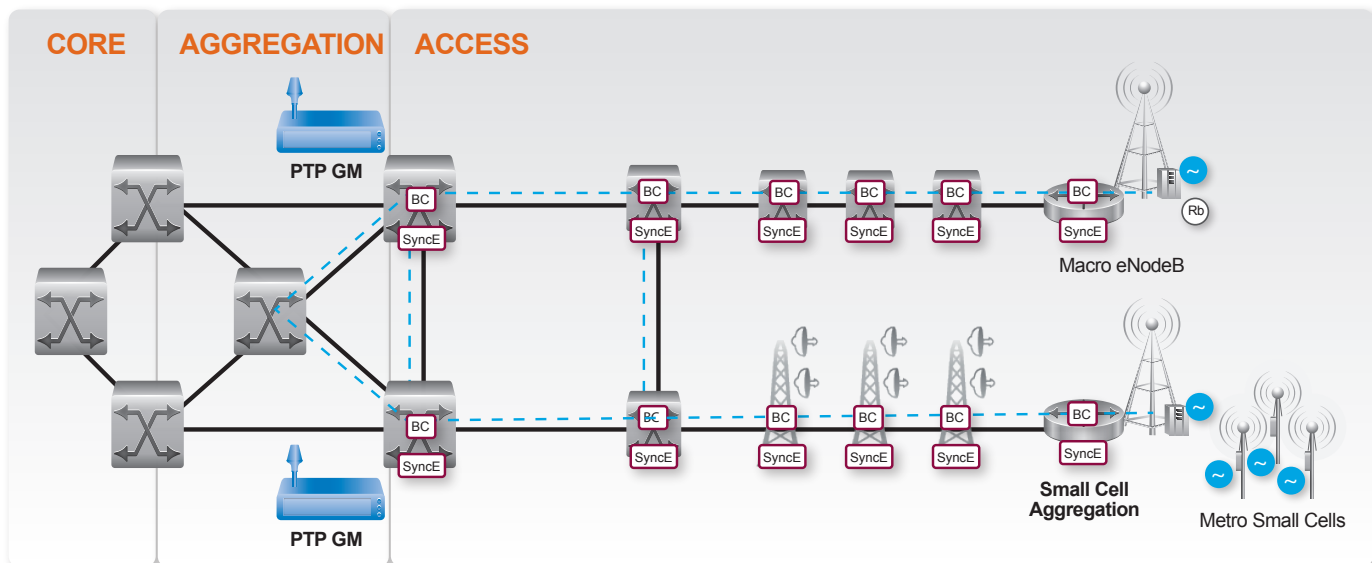 CORE
AGGREGATION
ACCESS
PTP GM
BC
BC
BC
BC
BC
BC
SyncE
SyncE
SyncE
SyncE
SyncE
SyncE
~
Rb
Macro eNodeB
BC
BC
BC
BC
BC
BC
SyncE
SyncE
SyncE
SyncE
SyncE
SyncE
~
~
~
~
Small Cell
Aggregation
Metro Small Cells
PTP GM